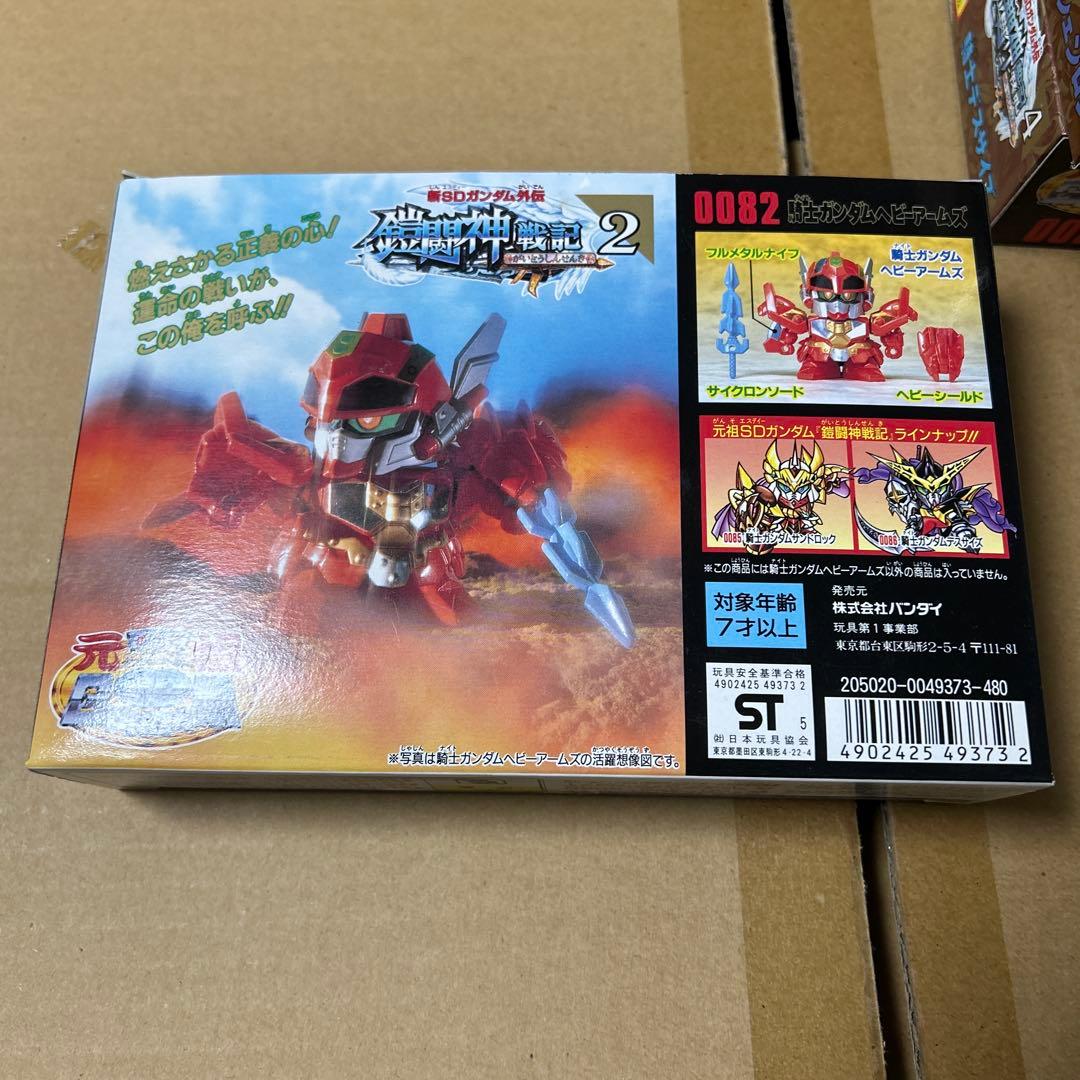 新SDガンダム外伝
鎧闘神戦記
がいとうしんせんき
2
燃えさかる正義の心!
運命の戦いが、
この俺を呼ぶ!!
※写真は騎士ガンダムヘビーアームズの活躍想像図です。
0082 騎士ガンダムヘビーアームズ
フルメタルナイフ
騎士ガンダム
ヘビーアームズ
サイクロンソード
ヘビーシールド
元祖SDガンダム『鎧闘神戦記』ラインナップ!!
0085 騎士ガンダムサンドロック
0086 騎士ガンダムデスサイズ
※この商品には騎士ガンダムヘビーアームズ以外の商品は入っていません。
対象年齢
7才以上
発売元
株式会社バンダイ
玩具第1事業部
東京都台東区駒形2-5-4 〒111-81
玩具安全基準合格
4902425 49373 2
ST 5
㈳日本玩具協会
東京都墨田区東駒形4-22-4
205020-0049373-480
4902425 493732